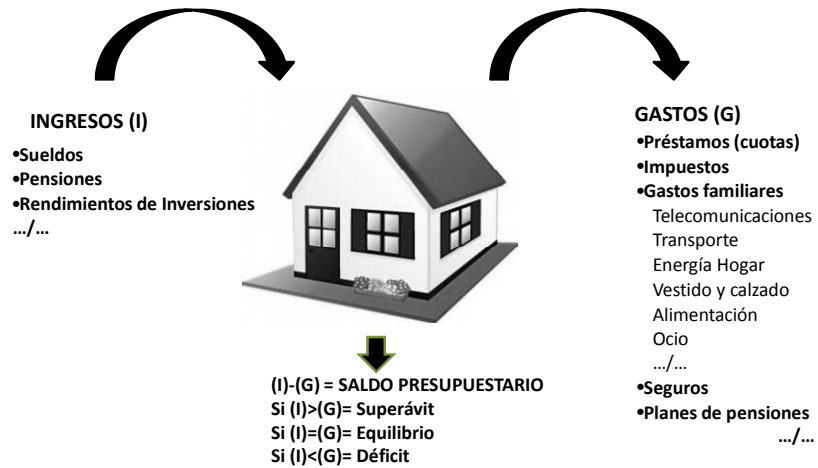 INGRESOS (I)
•Sueldos
•Pensiones
•Rendimientos de Inversiones
.../...
GASTOS (G)
•Préstamos (cuotas)
•Impuestos
•Gastos familiares
Telecomunicaciones
Transporte
Energía Hogar
Vestido y calzado
Alimentación
Ocio
.../...
•Seguros
•Planes de pensiones
.../...
(I)-(G) = SALDO PRESUPUESTARIO
Si (I)>(G)= Superávit
Si (I)=(G)= Equilibrio
Si (I)<(G)= Déficit